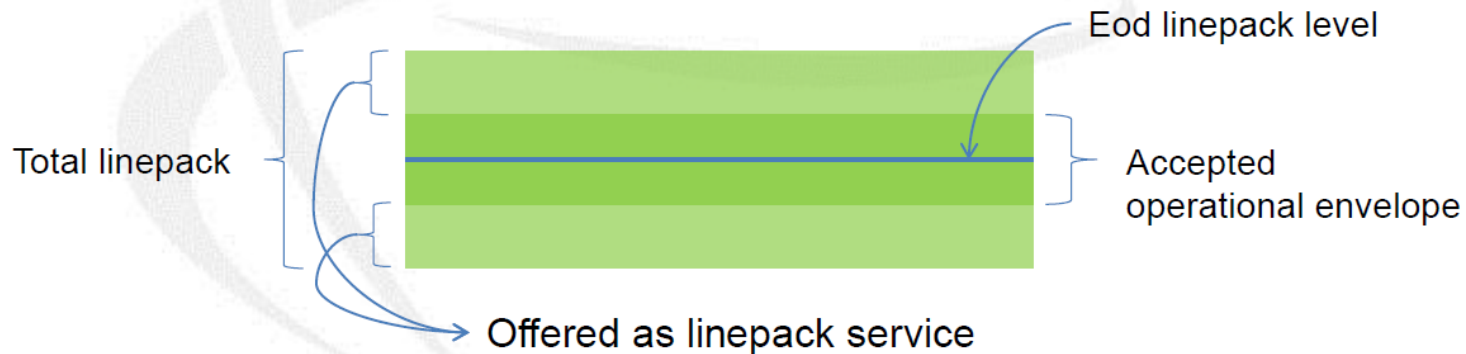 Eod linepack level
Total linepack
Accepted
operational envelope
Offered as linepack service